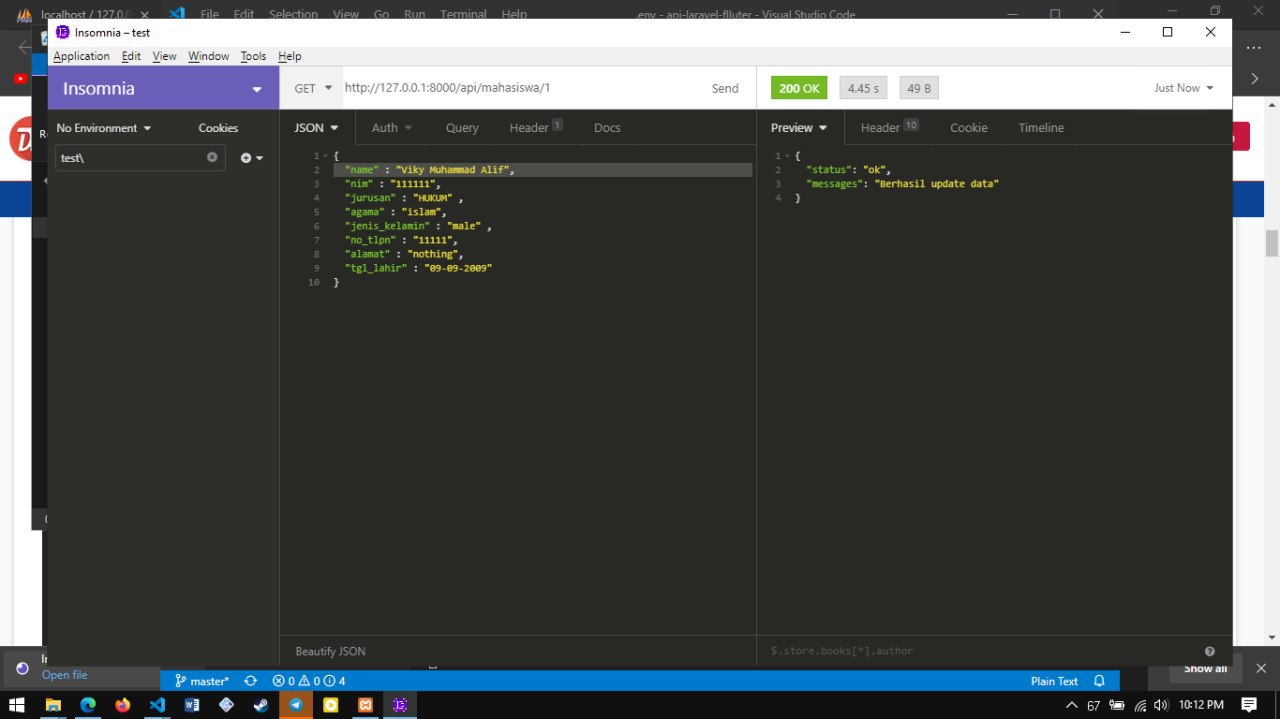 localhost / 127.0.
File Edit Selection View Go Run Terminal Help
.env - api-laravel-flluter - Visual Studio Code
Insomnia – test
Application Edit View Window Tools Help
Insomnia
GET http://127.0.0.1:8000/api/mahasiswa/1 Send
200 OK 4.45 s 49 B Just Now
No Environment Cookies
JSON Auth Query Header 1 Docs
Preview Header 10 Cookie Timeline
test\
1 {
2 "name" : "Viky Muhammad Alif",
3 "nim" : "111111",
4 "jurusan" : "HUKUM" ,
5 "agama" : "islam",
6 "jenis_kelamin" : "male" ,
7 "no_tlpn" : "11111",
8 "alamat" : "nothing",
9 "tgl_lahir" : "09-09-2009"
10 }
1 {
2 "status": "ok",
3 "messages": "Berhasil update data"
4 }
Beautify JSON
$.store.books[*].author
Open file
Show all
master* 0 0 4 Plain Text
67 10:12 PM